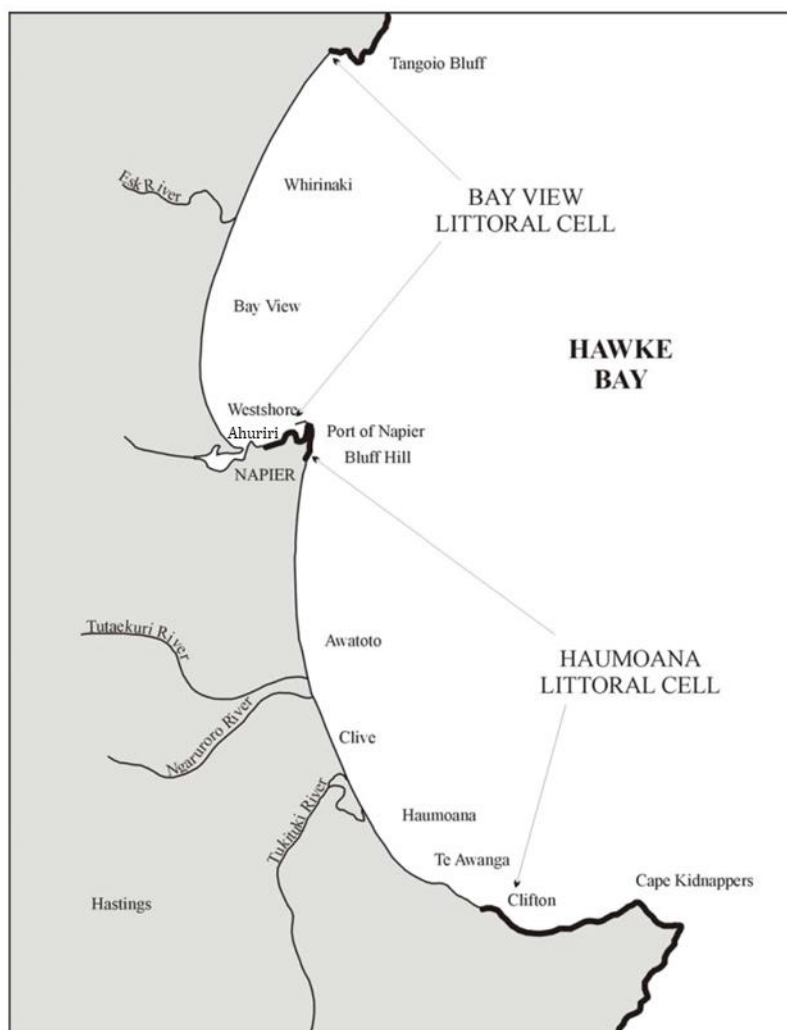 Tangoio Bluff
Esk River
Whirinaki
BAY VIEW
LITTORAL CELL
Bay View
HAWKE
BAY
Westshore
Ahuriri
Port of Napier
Bluff Hill
NAPIER
Tutaekuri River
Awatoto
HAUMOANA
LITTORAL CELL
Ngaruroro River
Clive
Tukituki River
Haumoana
Te Awanga
Cape Kidnappers
Clifton
Hastings